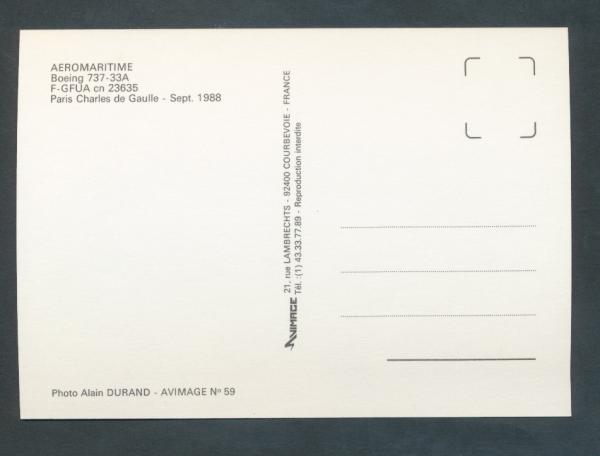 AEROMARITIME
Boeing 737-33A
F-GFUA cn 23635
Paris Charles de Gaulle - Sept. 1988
AVIMAGE 21, rue LAMBRECHTS - 92400 COURBEVOIE - FRANCE
Tél. :(1) 43.33.77.89 - Reproduction interdite
Photo Alain DURAND - AVIMAGE Nº 59